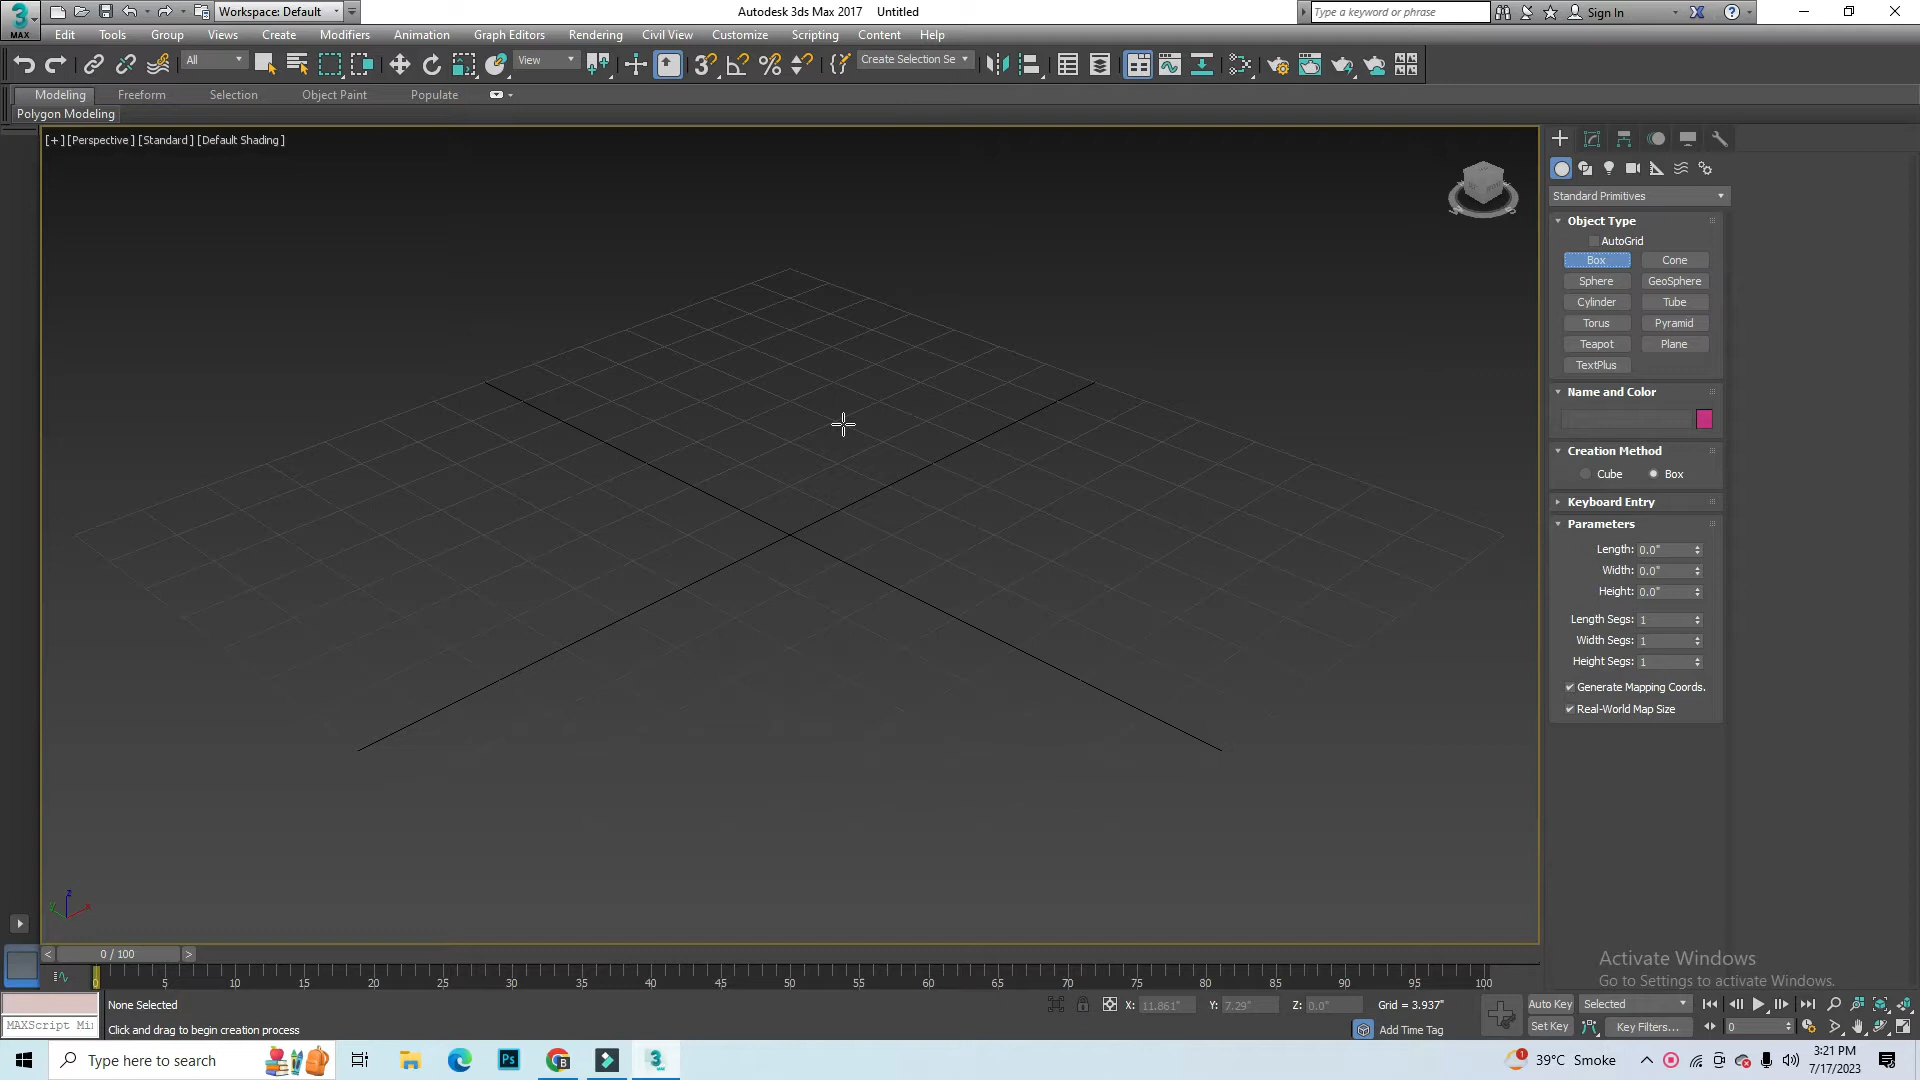 Workspace: Default
Autodesk 3ds Max 2017 Untitled
Type a keyword or phrase
Sign In
MAX
Edit Tools Group Views Create Modifiers Animation Graph Editors Rendering Civil View Customize Scripting Content Help
All
View
Create Selection Se
Modeling Freeform Selection Object Paint Populate
Polygon Modeling
[+] [Perspective ] [Standard ] [Default Shading ]
Standard Primitives
Object Type
AutoGrid
Box Cone
Sphere GeoSphere
Cylinder Tube
Torus Pyramid
Teapot Plane
TextPlus
Name and Color
Creation Method
Cube Box
Keyboard Entry
Parameters
Length: 0.0"
Width: 0.0"
Height: 0.0"
Length Segs: 1
Width Segs: 1
Height Segs: 1
Generate Mapping Coords.
Real-World Map Size
z
y
x
Activate Windows
Go to Settings to activate Windows.
< 0 / 100 >
0 5 10 15 20 25 30 35 40 45 50 55 60 65 70 75 80 85 90 95 100
None Selected
X: 11.861" Y: 7.29" Z: 0.0" Grid = 3.937"
Auto Key Selected
MAXScript Mi
Click and drag to begin creation process
Add Time Tag
Set Key Key Filters...
0
Type here to search
Ps
3
39°C Smoke
3:21 PM
7/17/2023